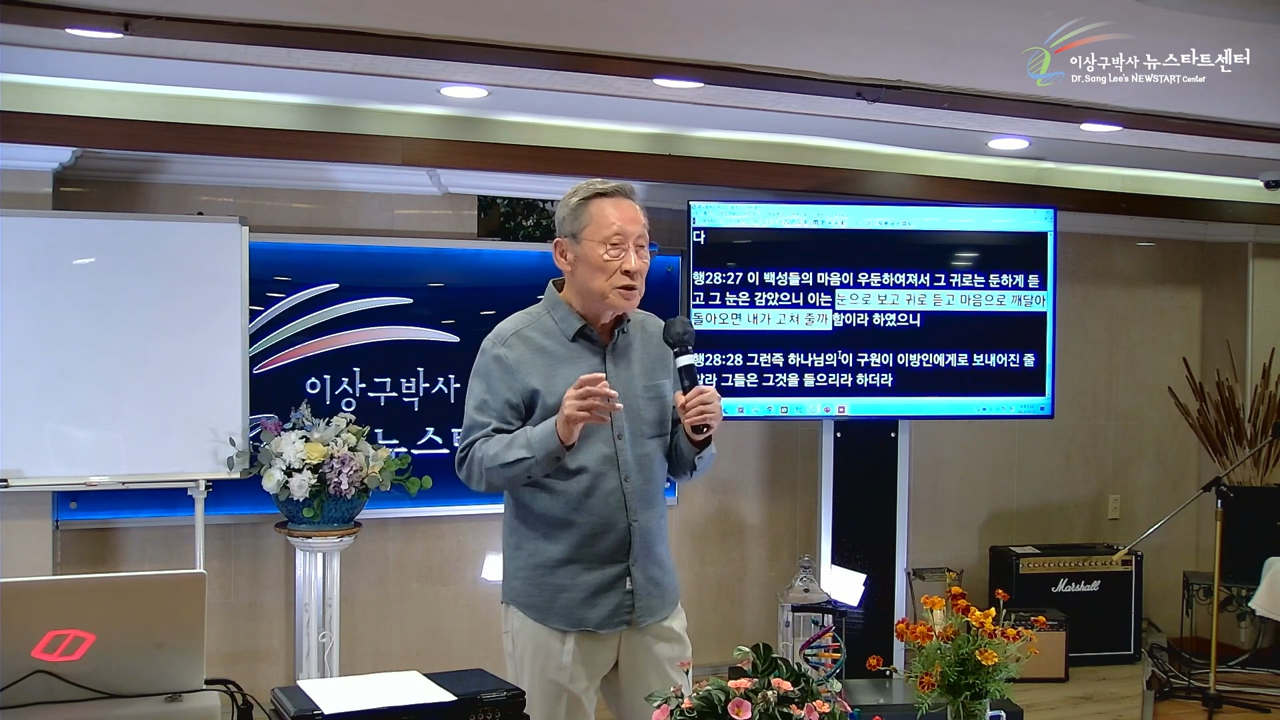 이상구박사 뉴스타트센터
Dr. Sang Lee's NEWSTART Center
다
행28:27 이 백성들의 마음이 우둔하여져서 그 귀로는 둔하게 듣
고 그 눈은 감았으니 이는 눈으로 보고 귀로 듣고 마음으로 깨달아
돌아오면 내가 고쳐 줄까 함이라 하였으니
행28:28 그런즉 하나님의 이 구원이 이방인에게로 보내어진 줄
알라 그들은 그것을 들으리라 하더라
이상구박사
뉴스타
Marshall